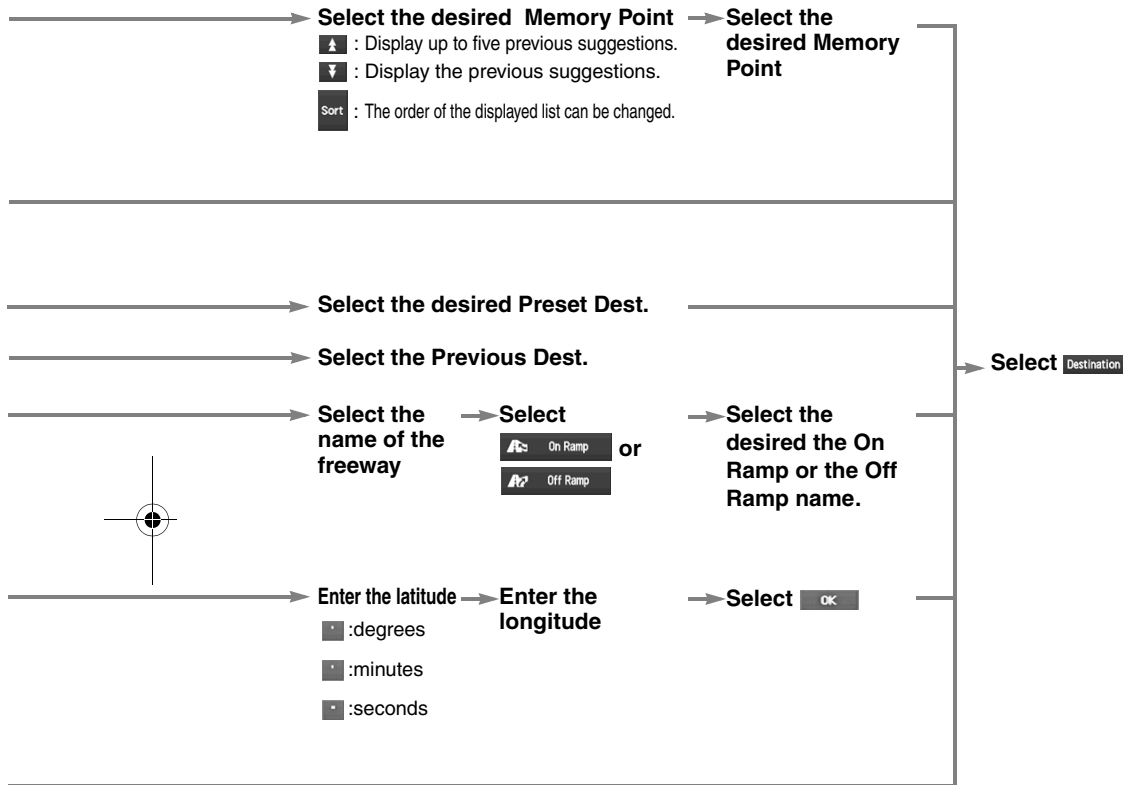 Select the desired  Memory Point
: Display up to five previous suggestions.
: Display the previous suggestions.
Sort : The order of the displayed list can be changed.
Select the
desired Memory
Point
Select the desired Preset Dest.
Select the Previous Dest.
Select the
name of the
freeway
Select
On Ramp or
Off Ramp
Select the
desired the On
Ramp or the Off
Ramp name.
Enter the latitude
:degrees
:minutes
:seconds
Enter the
longitude
Select OK
Select Destination